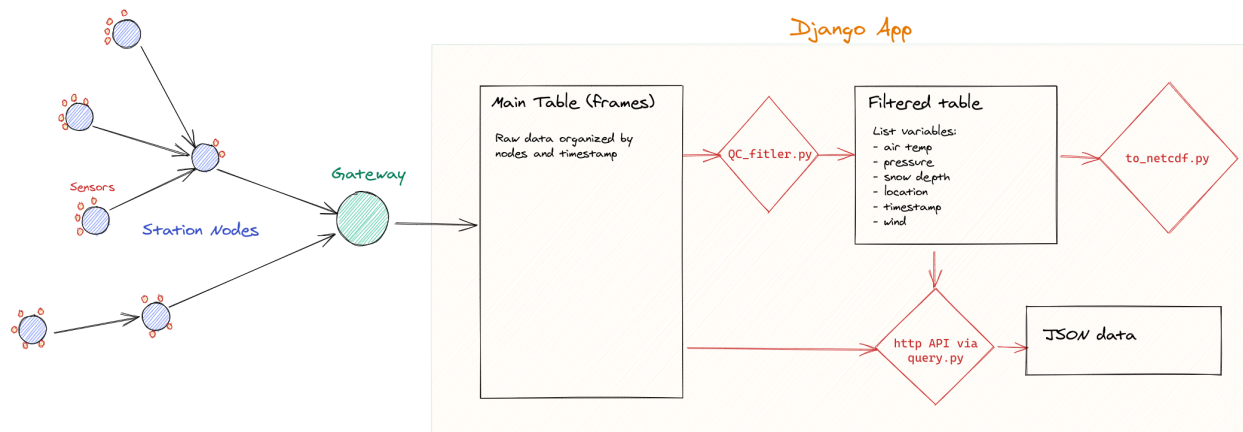 Django App
Sensors
Station Nodes
Gateway
Main Table (frames)
Raw data organized by
nodes and timestamp
QC_fitler.py
Filtered table
List variables:
- air temp
- pressure
- snow depth
- location
- timestamp
- wind
to_netcdf.py
http API via
query.py
JSON data